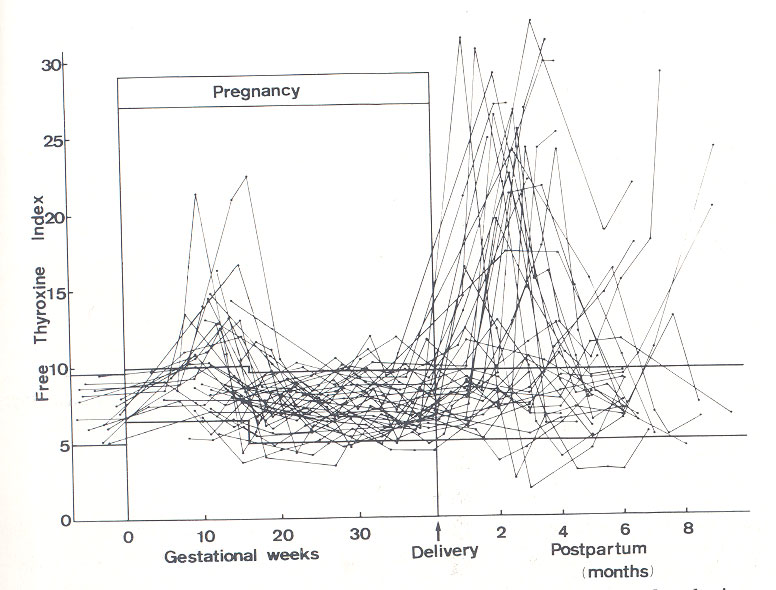 Pregnancy
Free Thyroxine Index
30
25
20
15
10
5
0
0 10 20 30 2 4 6 8
Gestational weeks Delivery Postpartum
(months)